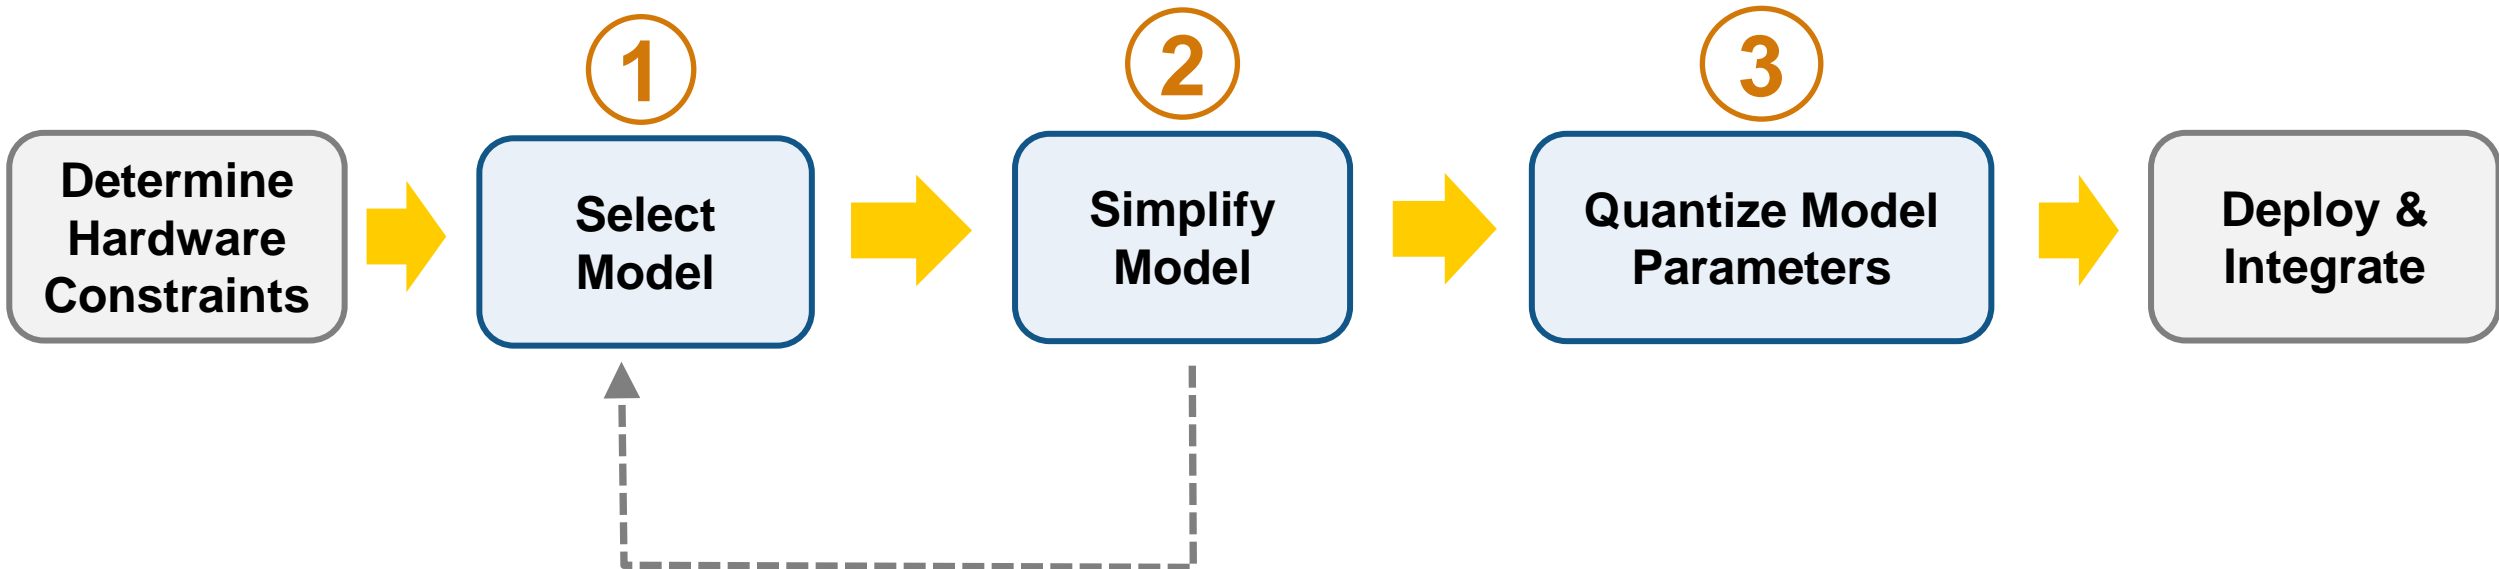 1
2
3
Determine
Hardware
Constraints
Select
Model
Simplify
Model
Quantize Model
Parameters
Deploy &
Integrate